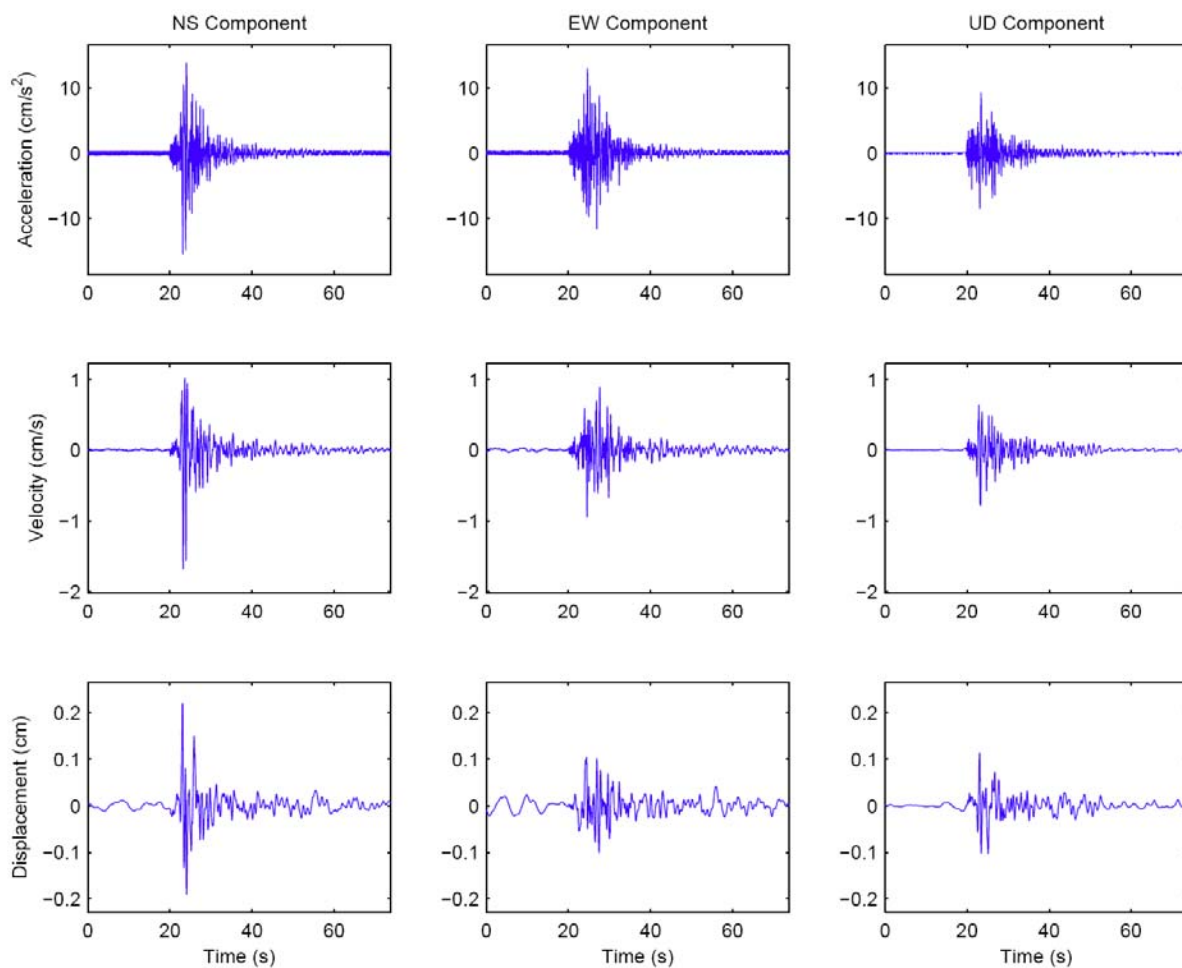 NS Component
EW Component
UD Component
Acceleration (cm/s²)
10
0
−10
0 20 40 60
0 20 40 60
10
0
−10
0 20 40 60
10
0
−10
Velocity (cm/s)
1
0
−1
−2
0 20 40 60
1
0
−1
−2
0 20 40 60
1
0
−1
−2
0 20 40 60
Displacement (cm)
0.2
0.1
0
−0.1
−0.2
0 20 40 60
Time (s)
0.2
0.1
0
−0.1
−0.2
0 20 40 60
Time (s)
0.2
0.1
0
−0.1
−0.2
0 20 40 60
Time (s)